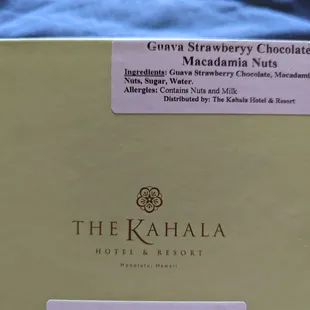 Guava Strawberyy Chocolate
Macadamia Nuts
Ingredients: Guava Strawberry Chocolate, Macadamia
Nuts, Sugar, Water.
Allergies: Contains Nuts and Milk
Distributed by: The Kahala Hotel & Resort
THE KAHALA
HOTEL & RESORT
Honolulu, Hawaii